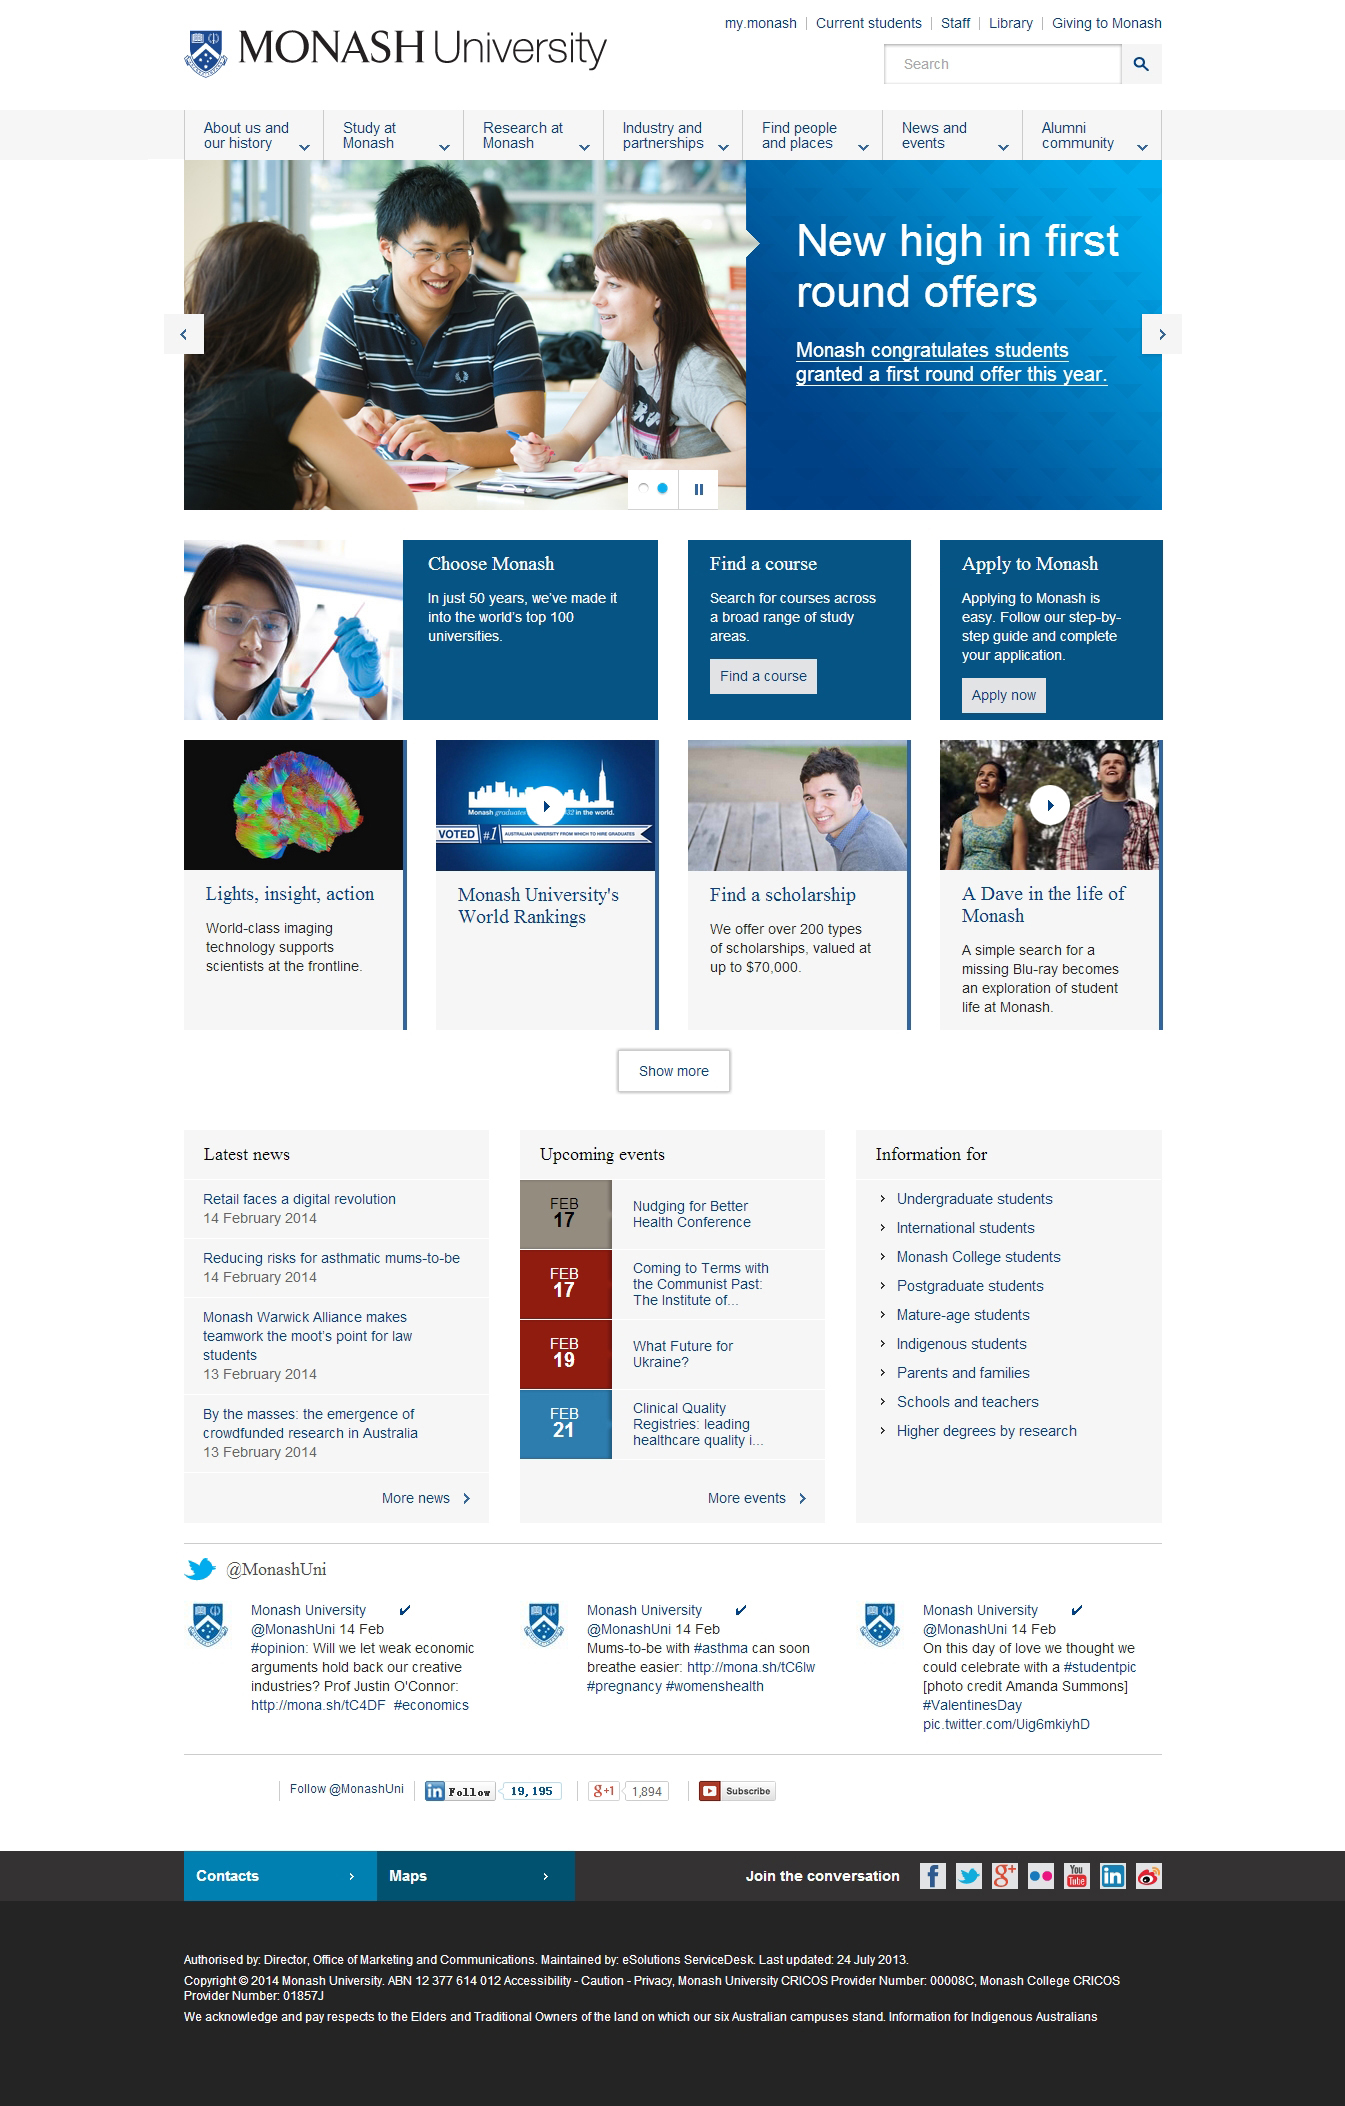 my.monash
Current students
Staff
Library
Giving to Monash
MONASH University
Search
About us and
our history
Study at
Monash
Research at
Monash
Industry and
partnerships
Find people
and places
News and
events
Alumni
community
New high in first
round offers
Monash congratulates students
granted a first round offer this year.
Choose Monash
In just 50 years, we've made it
into the world's top 100
universities.
Find a course
Search for courses across
a broad range of study
areas.
Find a course
Apply to Monash
Applying to Monash is
easy. Follow our step-by-
step guide and complete
your application.
Apply now
Lights, insight, action
World-class imaging
technology supports
scientists at the frontline.
Monash graduates 32 in the world.
VOTED #1 AUSTRALIAN UNIVERSITY FROM WHICH TO HIRE GRADUATES
Monash University's
World Rankings
Find a scholarship
We offer over 200 types
of scholarships, valued at
up to $70,000.
A Dave in the life of
Monash
A simple search for a
missing Blu-ray becomes
an exploration of student
life at Monash.
Show more
Latest news
Retail faces a digital revolution
14 February 2014
Reducing risks for asthmatic mums-to-be
14 February 2014
Monash Warwick Alliance makes
teamwork the moot's point for law
students
13 February 2014
By the masses: the emergence of
crowdfunded research in Australia
13 February 2014
More news
Upcoming events
FEB
17
Nudging for Better
Health Conference
FEB
17
Coming to Terms with
the Communist Past:
The Institute of...
FEB
19
What Future for
Ukraine?
FEB
21
Clinical Quality
Registries: leading
healthcare quality i...
More events
Information for
Undergraduate students
International students
Monash College students
Postgraduate students
Mature-age students
Indigenous students
Parents and families
Schools and teachers
Higher degrees by research
@MonashUni
Monash University
@MonashUni 14 Feb
#opinion: Will we let weak economic
arguments hold back our creative
industries? Prof Justin O'Connor:
http://mona.sh/tC4DF #economics
Monash University
@MonashUni 14 Feb
Mums-to-be with #asthma can soon
breathe easier: http://mona.sh/tC6lw
#pregnancy #womenshealth
Monash University
@MonashUni 14 Feb
On this day of love we thought we
could celebrate with a #studentpic
[photo credit Amanda Summons]
#ValentinesDay
pic.twitter.com/Uig6mkiyhD
Follow @MonashUni
in Follow 19,195
g+1 1,894
Subscribe
Contacts
Maps
Join the conversation
You Tube
in
Authorised by: Director, Office of Marketing and Communications. Maintained by: eSolutions ServiceDesk. Last updated: 24 July 2013.
Copyright © 2014 Monash University. ABN 12 377 614 012 Accessibility - Caution - Privacy, Monash University CRICOS Provider Number: 00008C, Monash College CRICOS
Provider Number: 01857J
We acknowledge and pay respects to the Elders and Traditional Owners of the land on which our six Australian campuses stand. Information for Indigenous Australians